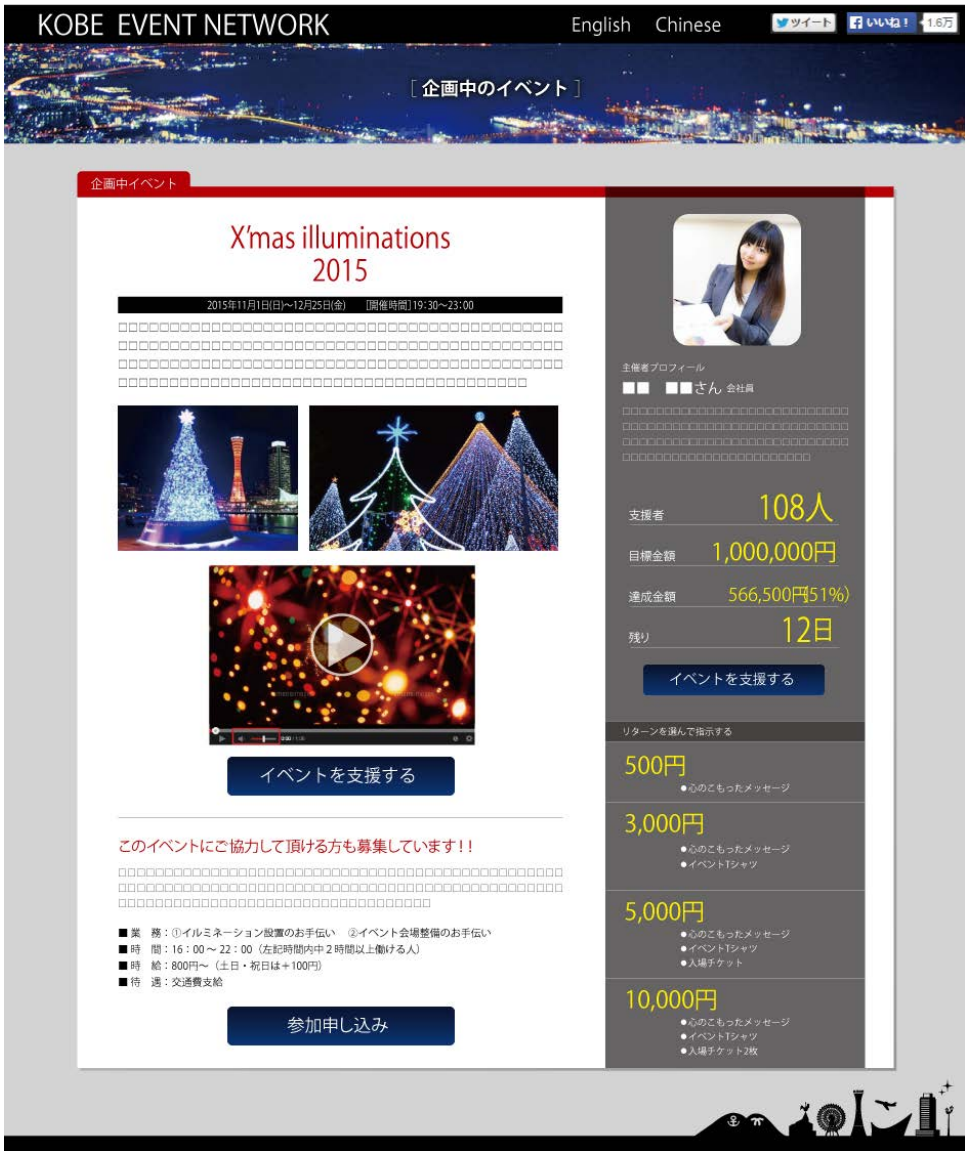 KOBE EVENT NETWORK
English Chinese
ツイート
いいね!
1.6万
[ 企画中のイベント ]
企画中イベント
X'mas illuminations
2015
2015年11月1日(日)〜12月25日(金) [開催時間]19:30〜23:00
イベントを支援する
このイベントにご協力して頂ける方も募集しています!!
■業 務:①イルミネーション設置のお手伝い ②イベント会場整備のお手伝い
■時 間:16:00〜22:00(左記時間内中2時間以上働ける人)
■時 給:800円〜(土日・祝日は+100円)
■待 遇:交通費支給
参加申し込み
主催者プロフィール
■■ ■■さん 会社員
支援者 108人
目標金額 1,000,000円
達成金額 566,500円(51%)
残り 12日
イベントを支援する
リターンを選んで指示する
500円
●心のこもったメッセージ
3,000円
●心のこもったメッセージ
●イベントTシャツ
5,000円
●心のこもったメッセージ
●イベントTシャツ
●入場チケット
10,000円
●心のこもったメッセージ
●イベントTシャツ
●入場チケット2枚